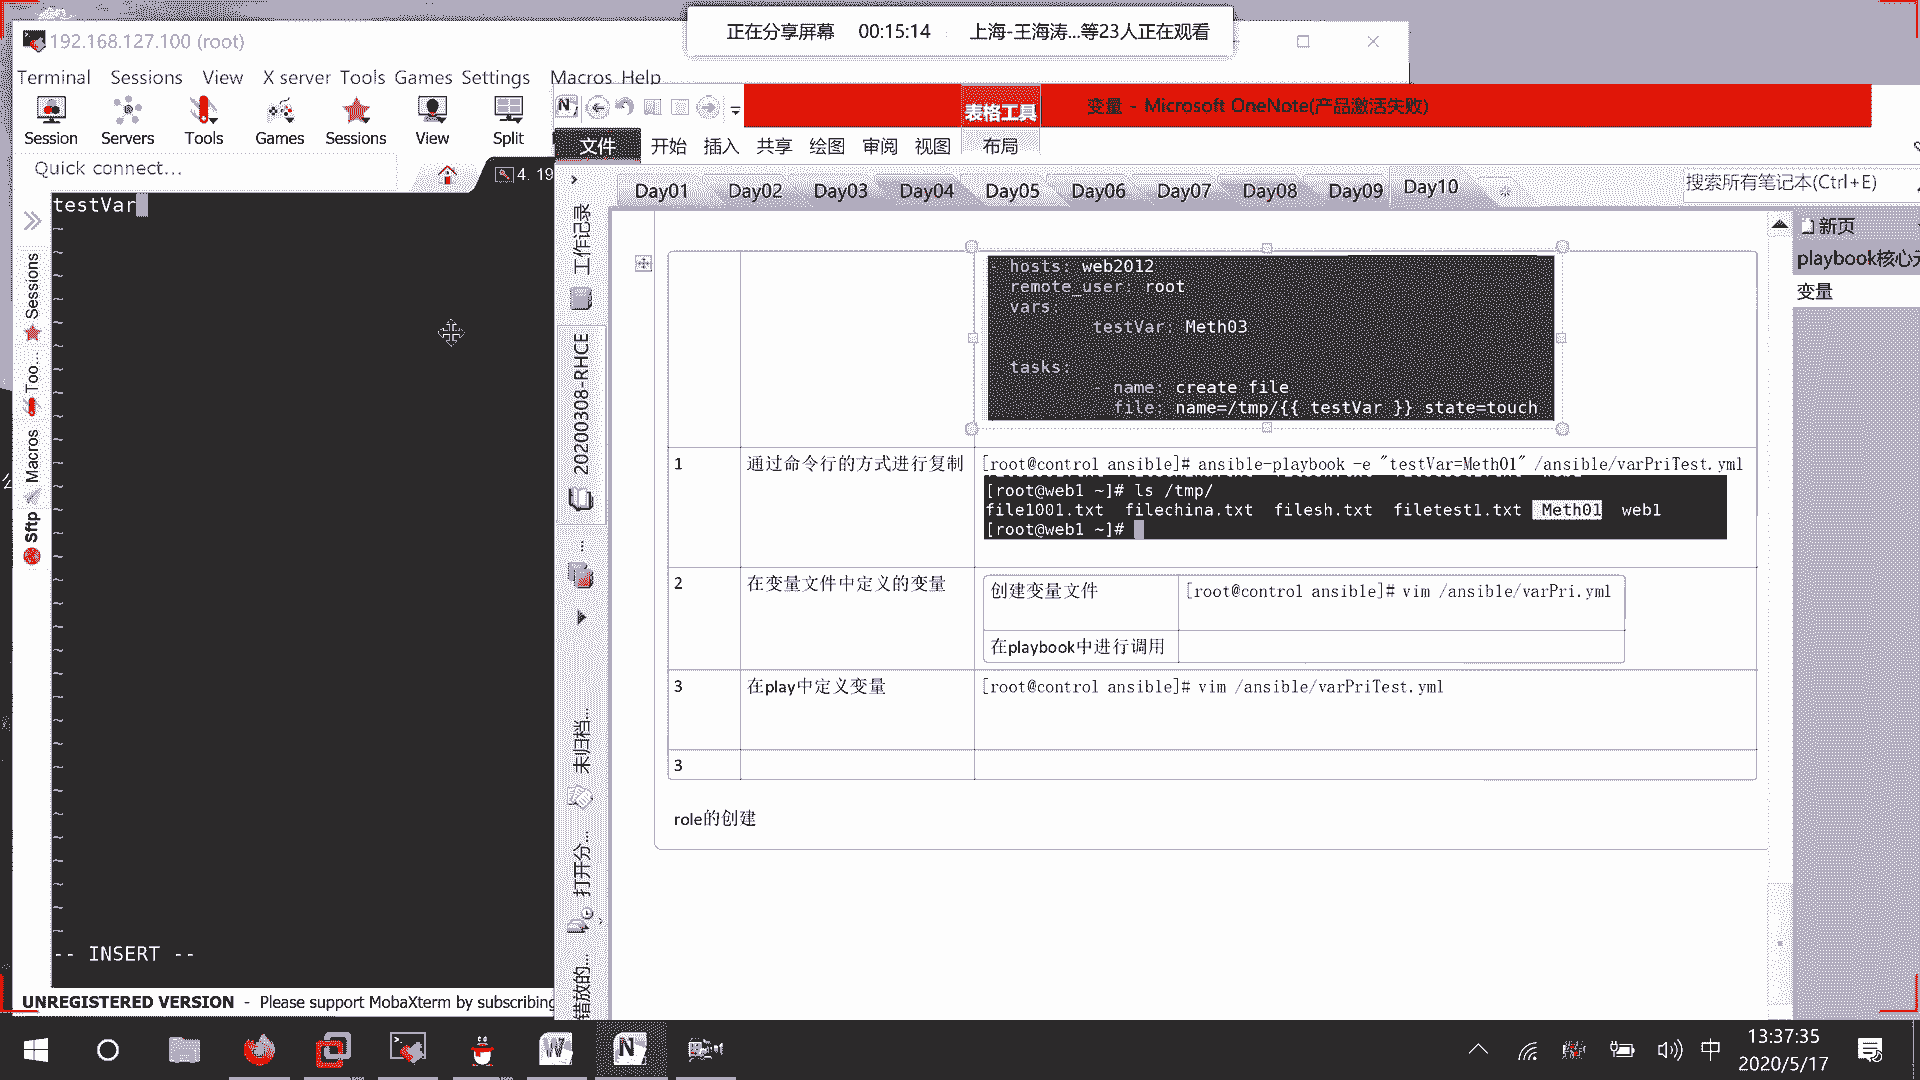 正在分享屏幕 00:15:14 上海-王海涛...等23人正在观看
192.168.127.100 (root)
Terminal Sessions View X server Tools Games Settings Macros Help
Session Servers Tools Games Sessions View Split
Quick connect...
4. 19
testVar
-- INSERT --
UNREGISTERED VERSION - Please support MobaXterm by subscribing
Sessions
Too...
Macros
Sftp
表格工具
变量 - Microsoft OneNote(产品激活失败)
文件 开始 插入 共享 绘图 审阅 视图 布局
Day01 Day02 Day03 Day04 Day05 Day06 Day07 Day08 Day09 Day10
搜索所有笔记本(Ctrl+E)
工作记录
20200308-RHCE
未归档...
打开分...
错放的...
新页
playbook核心
变量
hosts: web2012
remote_user: root
vars:
testVar: Meth03
tasks:
- name: create file
file: name=/tmp/{{ testVar }} state=touch
1 通过命令行的方式进行复制 [root@control ansible]# ansible-playbook -e "testVar=Meth01" /ansible/varPriTest.yml
[root@web1 ~]# ls /tmp/
file1001.txt filechina.txt filesh.txt filetest1.txt Meth01 web1
[root@web1 ~]#
2 在变量文件中定义的变量 创建变量文件 [root@control ansible]# vim /ansible/varPri.yml
在playbook中进行调用
3 在play中定义变量 [root@control ansible]# vim /ansible/varPriTest.yml
3
role的创建
中
13:37:35
2020/5/17